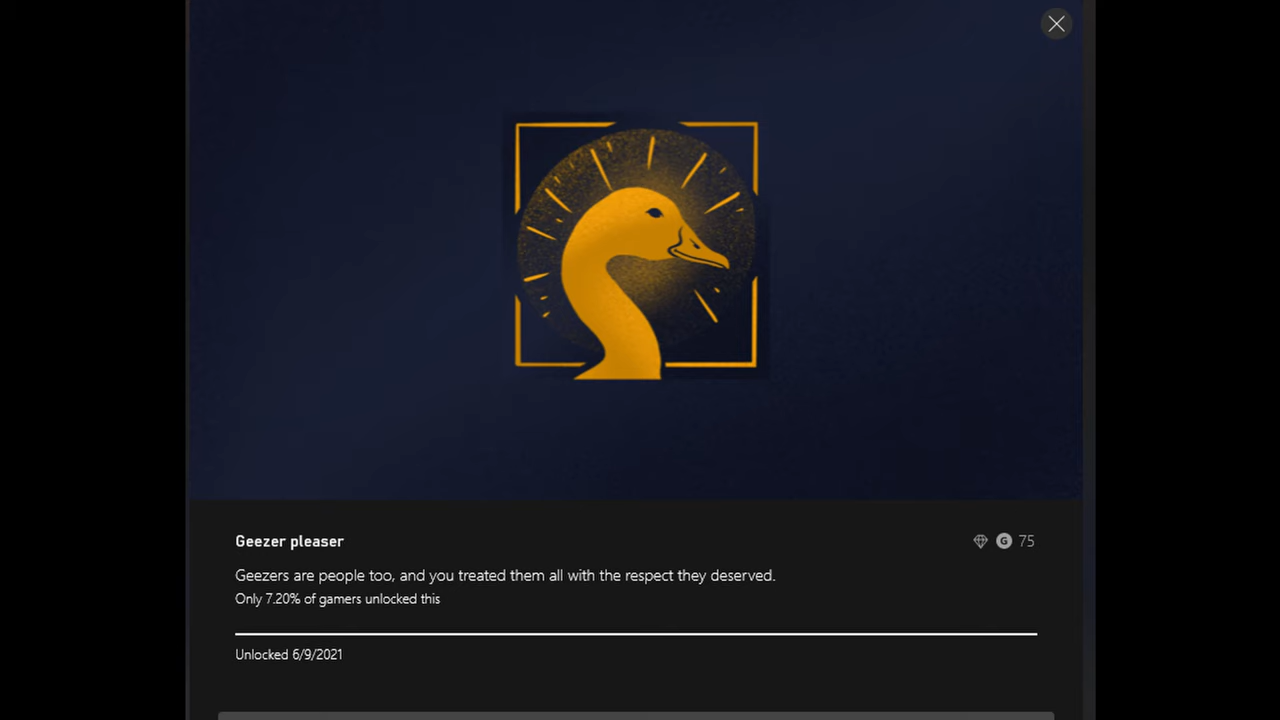 Geezer pleaser
G 75
Geezers are people too, and you treated them all with the respect they deserved.
Only 7.20% of gamers unlocked this
Unlocked 6/9/2021